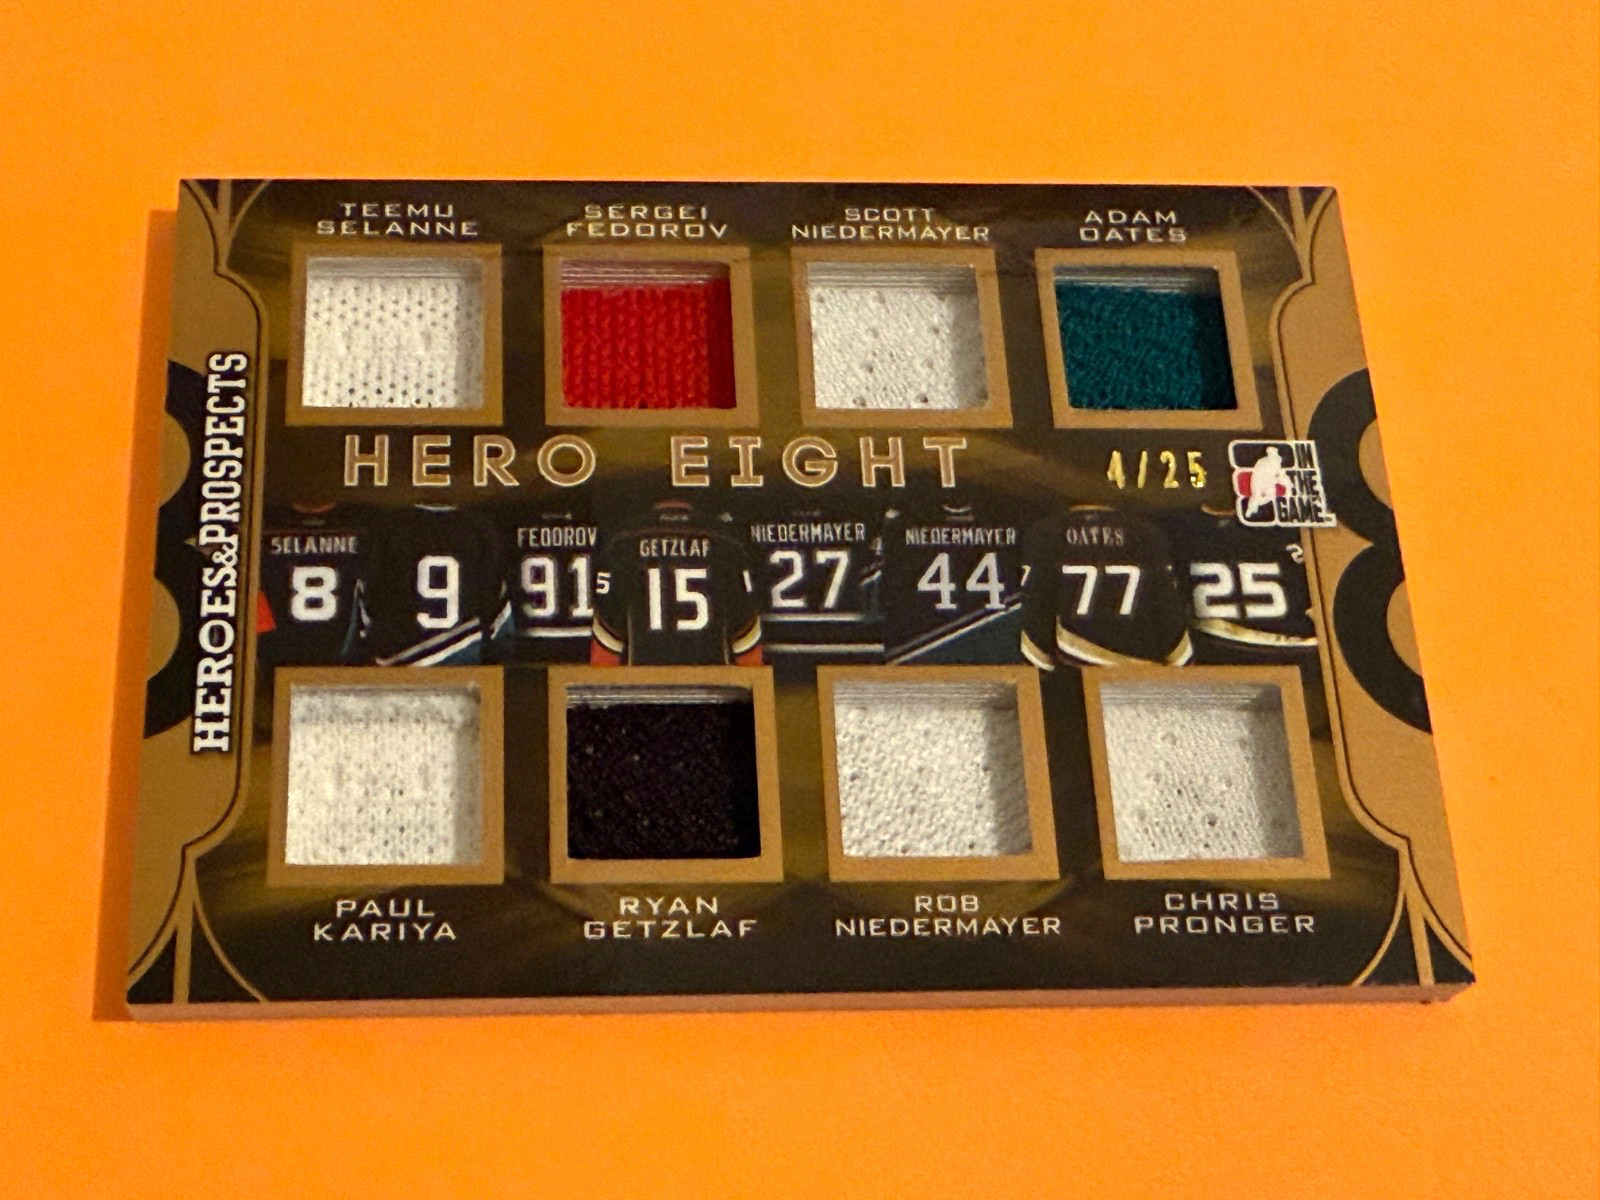 TEEMU
SELANNE
SERGEI
FEDOROV
SCOTT
NIEDERMAYER
ADAM
OATES
HEROES&PROSPECTS
HERO EIGHT
4/25
IN
THE
GAME
SELANNE
8
9
FEDOROV
91
5
GETZLAF
15
NIEDERMAYER
27
NIEDERMAYER
44
OATES
77
25
PAUL
KARIYA
RYAN
GETZLAF
ROB
NIEDERMAYER
CHRIS
PRONGER